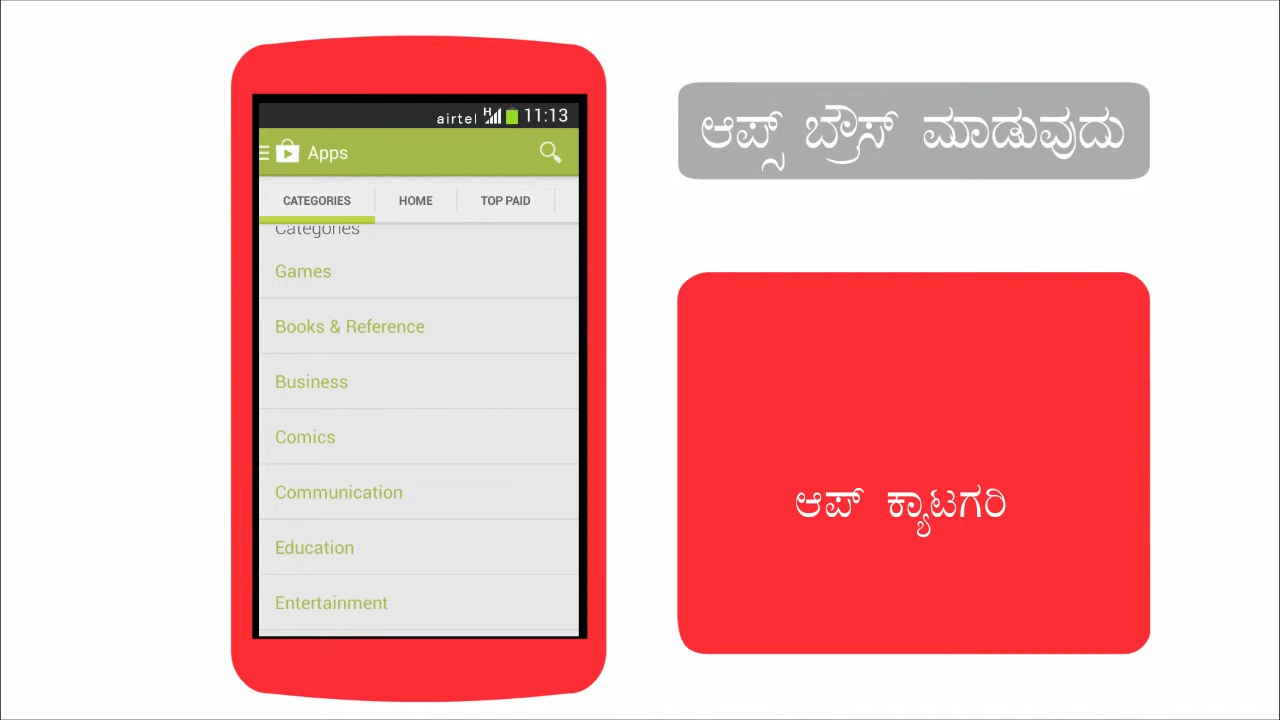 airtel H 11:13
Apps
CATEGORIES HOME TOP PAID
Categories
Games
Books & Reference
Business
Comics
Communication
Education
Entertainment
ಆಪ್ಸ್ ಬ್ರೌಸ್ ಮಾಡುವುದು
ಆಪ್ ಕ್ಯಾಟಗರಿ